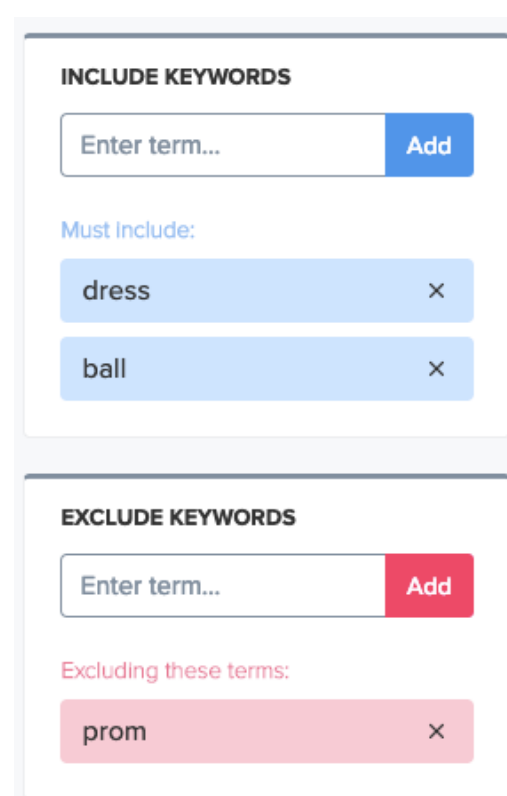 INCLUDE KEYWORDS
Enter term... Add
Must include:
dress ×
ball ×
EXCLUDE KEYWORDS
Enter term... Add
Excluding these terms:
prom ×